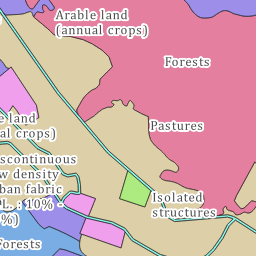 Arable land
(annual crops)
Forests
Pastures
e land
al crops)
scontinuous
w density
ban fabric
L. : 10% -
%)
Isolated
structures
Forests